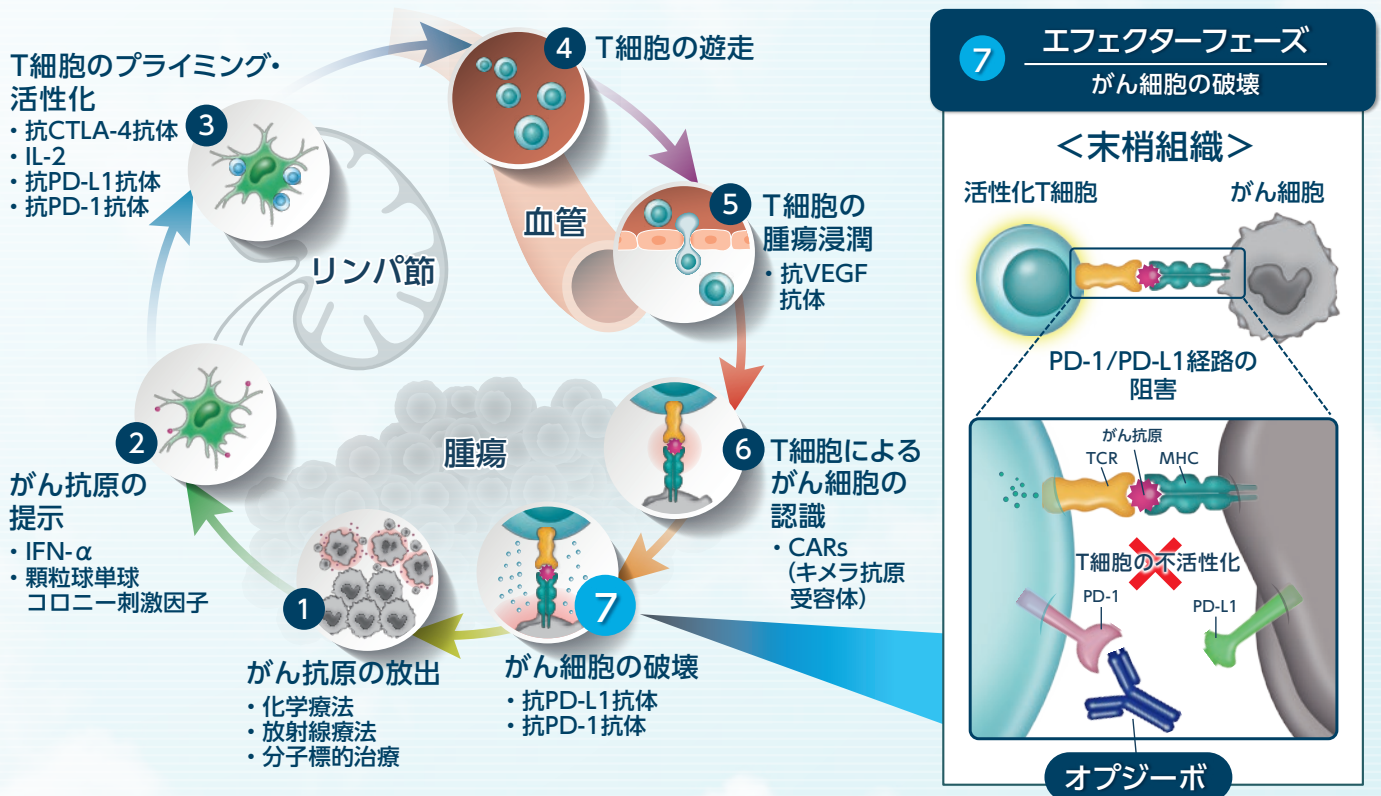 1
がん抗原の放出
・化学療法
・放射線療法
・分子標的治療
2
がん抗原の
提示
・IFN-α
・顆粒球単球
コロニー刺激因子
3
T細胞のプライミング・
活性化
・抗CTLA-4抗体
・IL-2
・抗PD-L1抗体
・抗PD-1抗体
リンパ節
4
T細胞の遊走
血管
5
T細胞の
腫瘍浸潤
・抗VEGF
抗体
6
T細胞による
がん細胞の
認識
・CARs
（キメラ抗原
受容体）
腫瘍
7
がん細胞の破壊
・抗PD-L1抗体
・抗PD-1抗体
7
エフェクターフェーズ
がん細胞の破壊
＜末梢組織＞
活性化T細胞
がん細胞
PD-1/PD-L1経路の
阻害
がん抗原
TCR
MHC
T細胞の不活性化
PD-1
PD-L1
オプジーボ